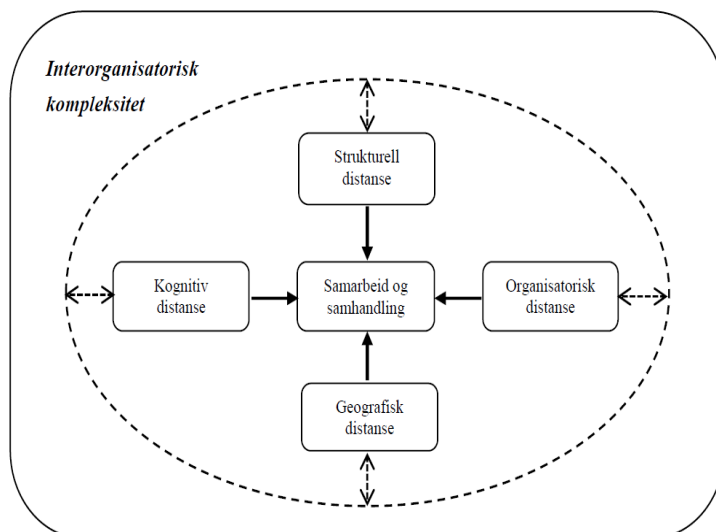 Interorganisatorisk
kompleksitet
Strukturell
distanse
Kognitiv
distanse
Samarbeid og
samhandling
Organisatorisk
distanse
Geografisk
distanse